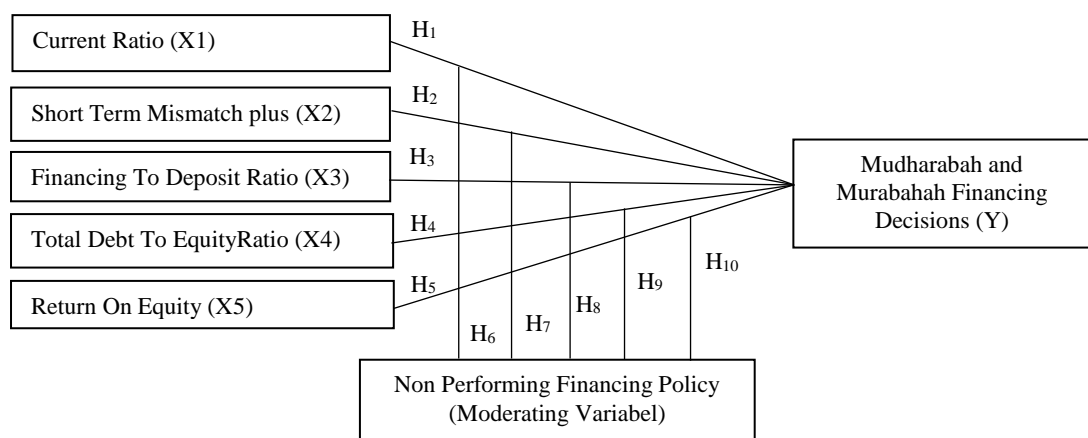 Current Ratio (X1)
H1
Short Term Mismatch plus (X2)
H2
Financing To Deposit Ratio (X3)
H3
Total Debt To EquityRatio (X4)
H4
Return On Equity (X5)
H5
Mudharabah and
Murabahah Financing
Decisions (Y)
H6
H7
H8
H9
H10
Non Performing Financing Policy
(Moderating Variabel)